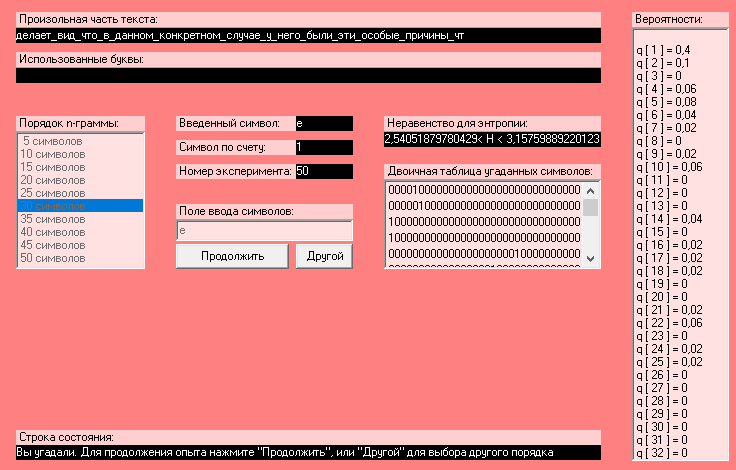 Произольная часть текста:
делает_вид_что_в_данном_конкретном_случае_у_него_были_эти_особые_причины_чт
Использованные буквы:
Порядок n-граммы:
5 символов
10 символов
15 символов
20 символов
25 символов
30 символов
35 символов
40 символов
45 символов
50 символов
Введенный символ: е
Символ по счету: 1
Номер эксперимента: 50
Поле ввода символов:
е
Продолжить
Другой
Неравенство для энтропии:
2,54051879780429< H < 3,15759889220123
Двоичная таблица угаданных символов:
00001000000000000000000000000000
00000100000000000000000000000000
10000000000000000000000000000000
10000000000000000000000000000000
00000000000000000000010000000000
Вероятности:
q [ 1 ] = 0,4
q [ 2 ] = 0,1
q [ 3 ] = 0
q [ 4 ] = 0,06
q [ 5 ] = 0,08
q [ 6 ] = 0,04
q [ 7 ] = 0,02
q [ 8 ] = 0
q [ 9 ] = 0,02
q [ 10 ] = 0,06
q [ 11 ] = 0
q [ 12 ] = 0
q [ 13 ] = 0
q [ 14 ] = 0,04
q [ 15 ] = 0
q [ 16 ] = 0,02
q [ 17 ] = 0,02
q [ 18 ] = 0,02
q [ 19 ] = 0
q [ 20 ] = 0
q [ 21 ] = 0,02
q [ 22 ] = 0,06
q [ 23 ] = 0
q [ 24 ] = 0,02
q [ 25 ] = 0,02
q [ 26 ] = 0
q [ 27 ] = 0
q [ 28 ] = 0
q [ 29 ] = 0
q [ 30 ] = 0
q [ 31 ] = 0
q [ 32 ] = 0
Строка состояния:
Вы угадали. Для продолжения опыта нажмите "Продолжить", или "Другой" для выбора другого порядка